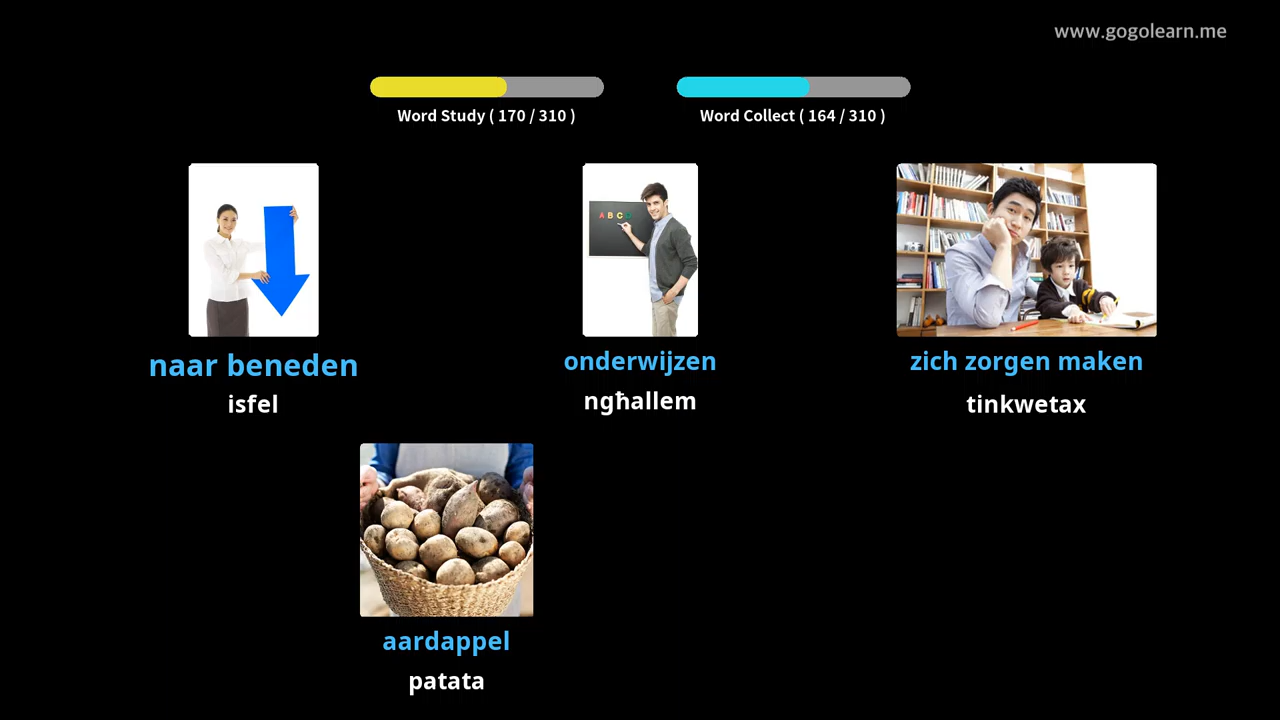 www.gogolearn.me
Word Study ( 170 / 310 )
Word Collect ( 164 / 310 )
A B C D
naar beneden
isfel
onderwijzen
ngħallem
zich zorgen maken
tinkwetax
aardappel
patata